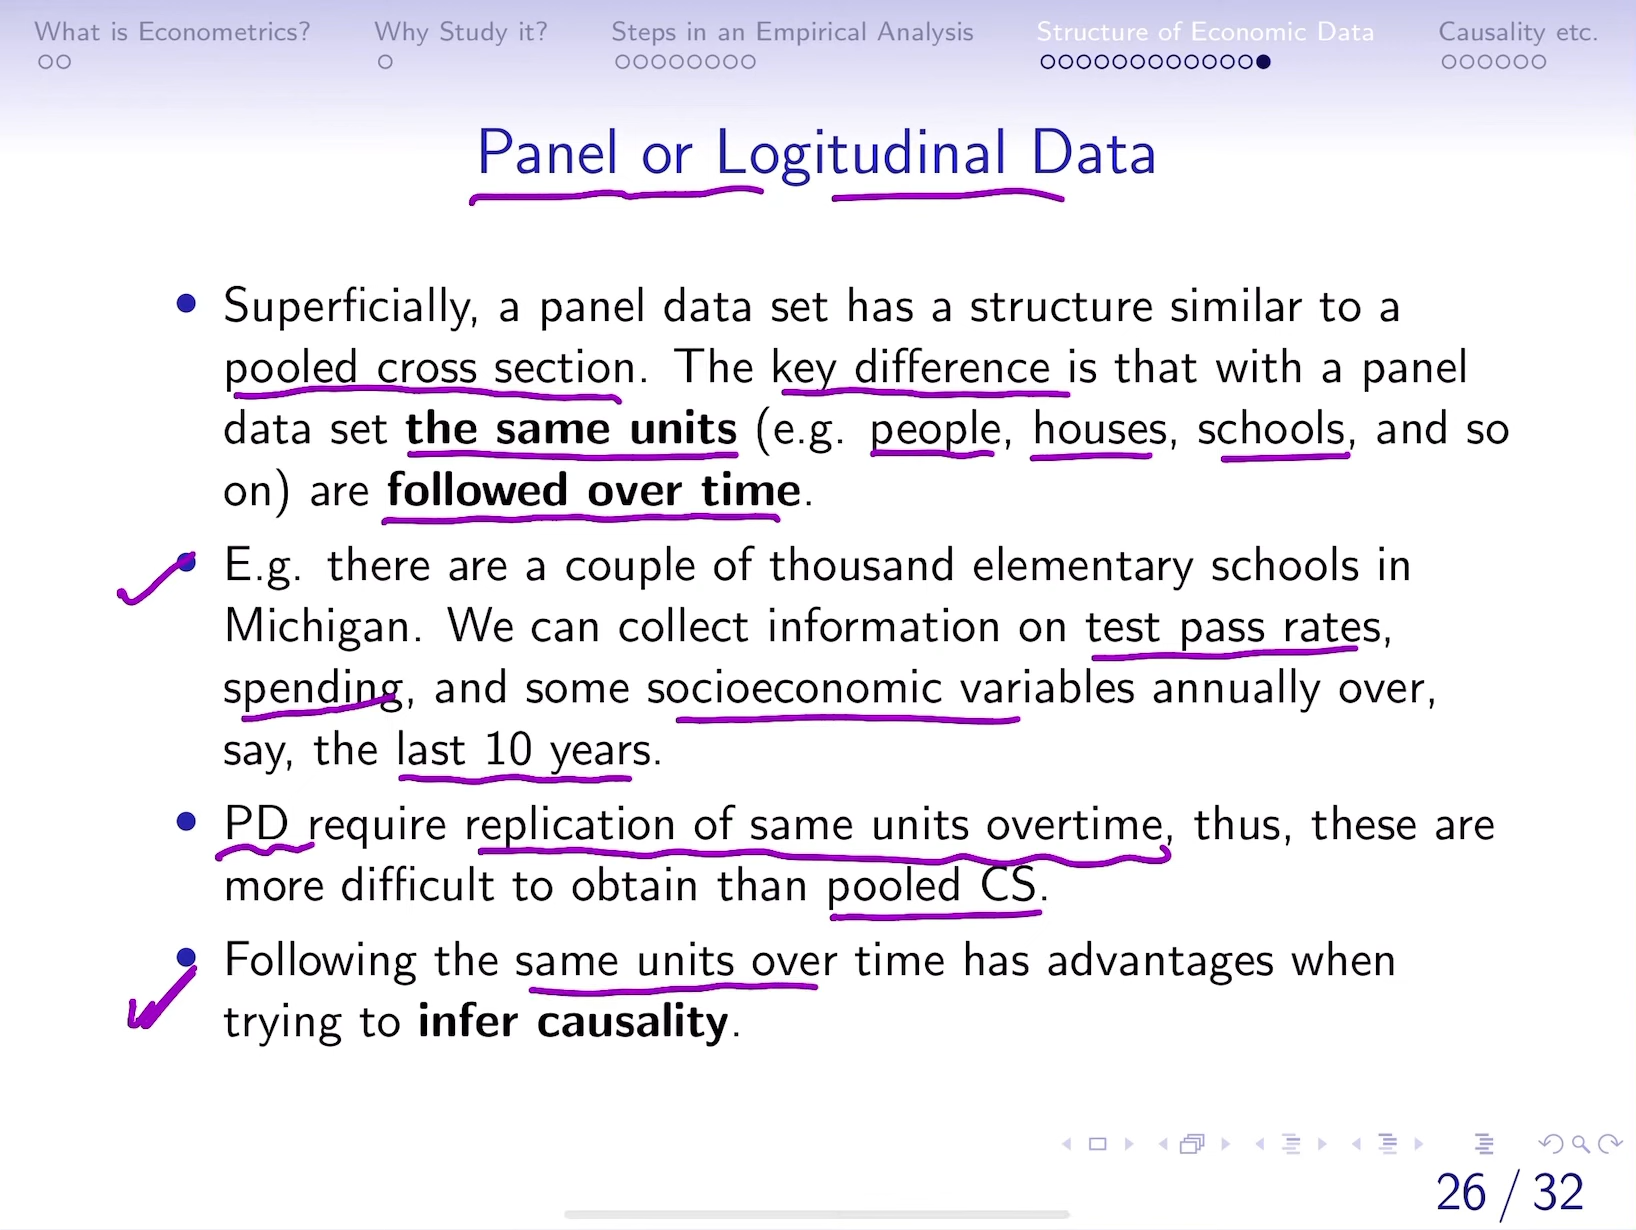 What is Econometrics?
Why Study it?
Steps in an Empirical Analysis
Structure of Economic Data
Causality etc.
Panel or Logitudinal Data
Superficially, a panel data set has a structure similar to a
pooled cross section. The key difference is that with a panel
data set the same units (e.g. people, houses, schools, and so
on) are followed over time.
E.g. there are a couple of thousand elementary schools in
Michigan. We can collect information on test pass rates,
spending, and some socioeconomic variables annually over,
say, the last 10 years.
PD require replication of same units overtime, thus, these are
more difficult to obtain than pooled CS.
Following the same units over time has advantages when
trying to infer causality.
26 / 32